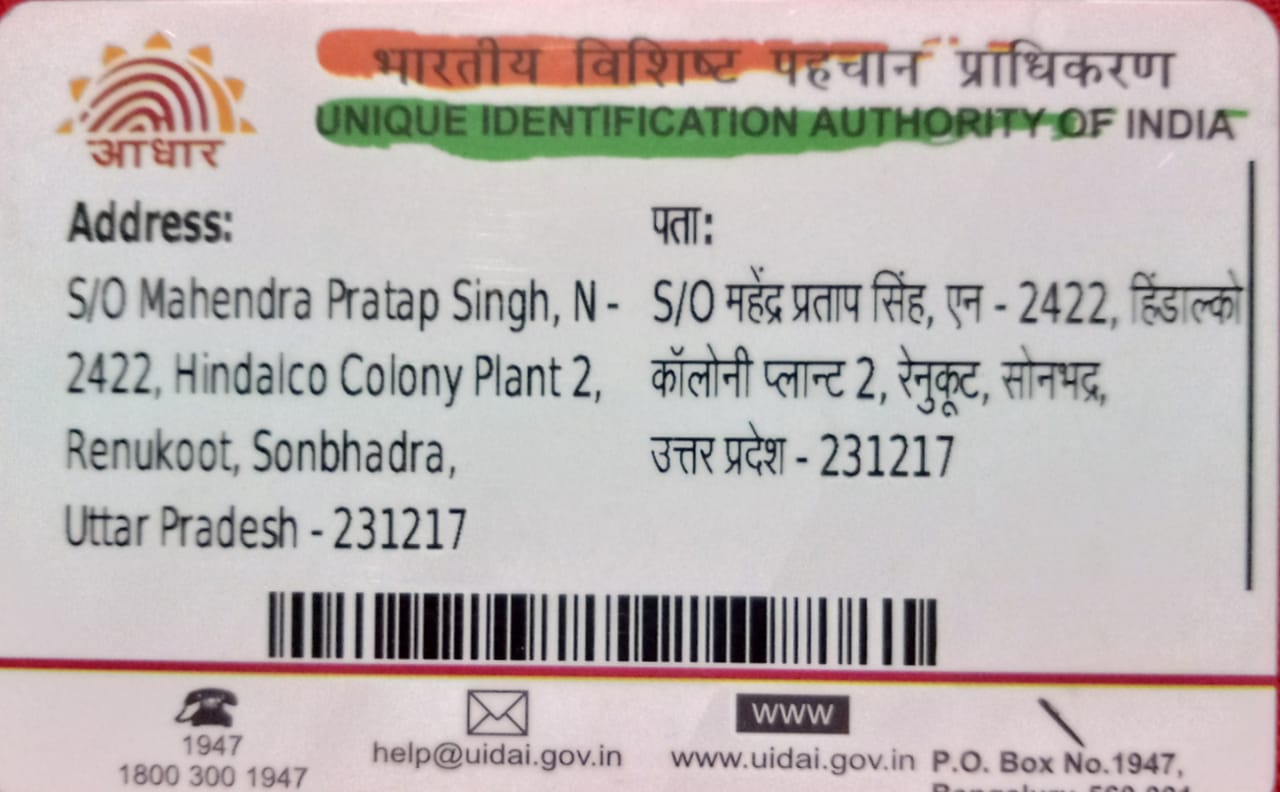 भारतीय विशिष्ट पहचान प्राधिकरण
UNIQUE IDENTIFICATION AUTHORITY OF INDIA
आधार
Address:
S/O Mahendra Pratap Singh, N -
2422, Hindalco Colony Plant 2,
Renukoot, Sonbhadra,
Uttar Pradesh - 231217
पता:
S/O महेंद्र प्रताप सिंह, एन - 2422, हिंडाल्को
कॉलोनी प्लान्ट 2, रेनुकूट, सोनभद्र,
उत्तर प्रदेश - 231217
1947
1800 300 1947
help@uidai.gov.in
WWW
www.uidai.gov.in
P.O. Box No.1947,